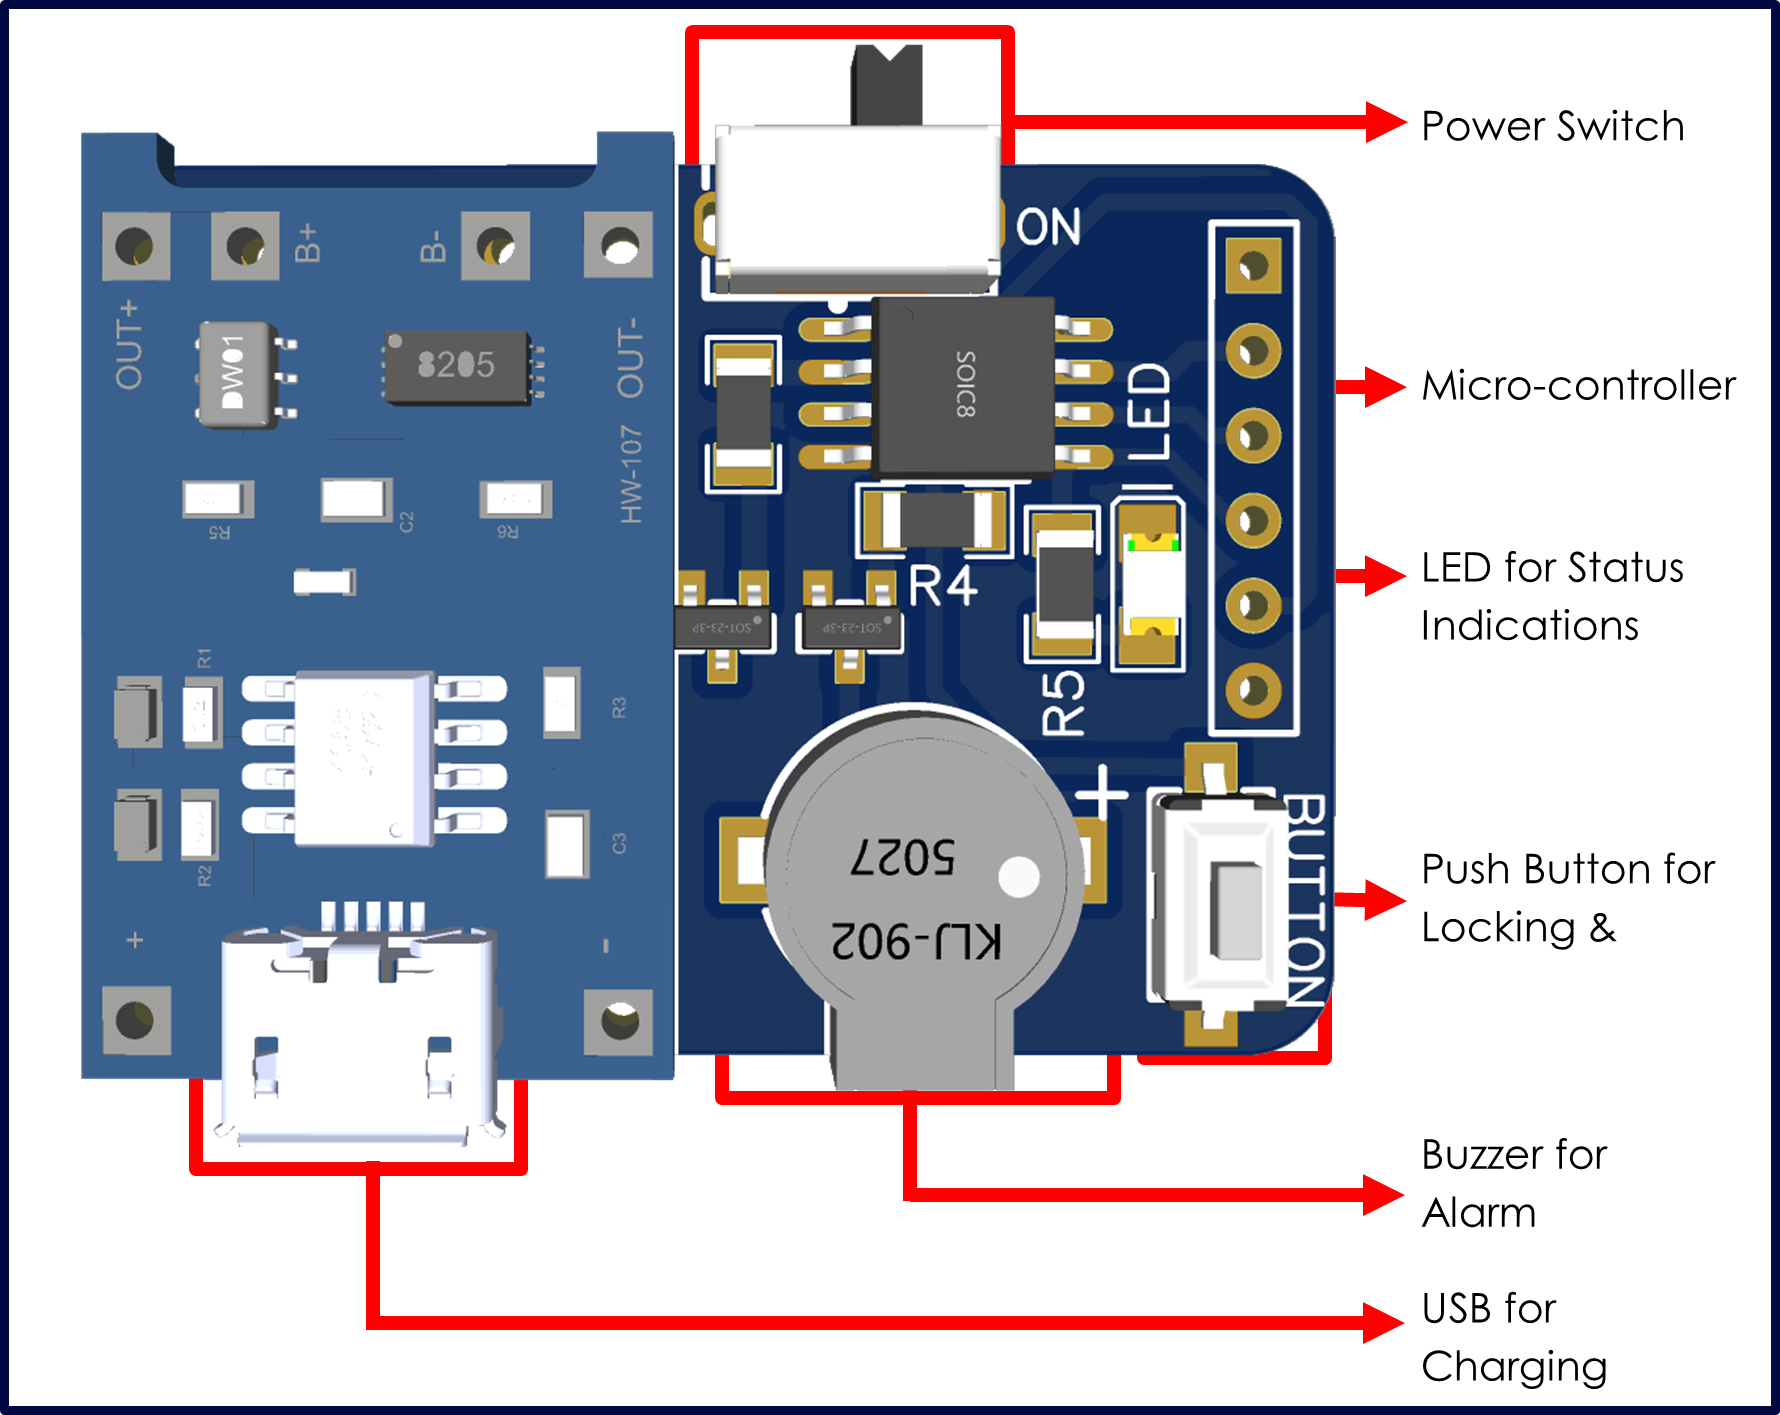 Power Switch
ON
B+
B-
OUT+
OUT-
DW01
8205
SOIC8
LED
Micro-controller
HW-107
R5
C2
R6
R4
LED for Status
Indications
SOT-23-3P
SOT-23-3P
R1
R3
R5
+
5027
KLJ-902
BUTTON
Push Button for
Locking &
R2
C3
+
-
Buzzer for
Alarm
USB for
Charging